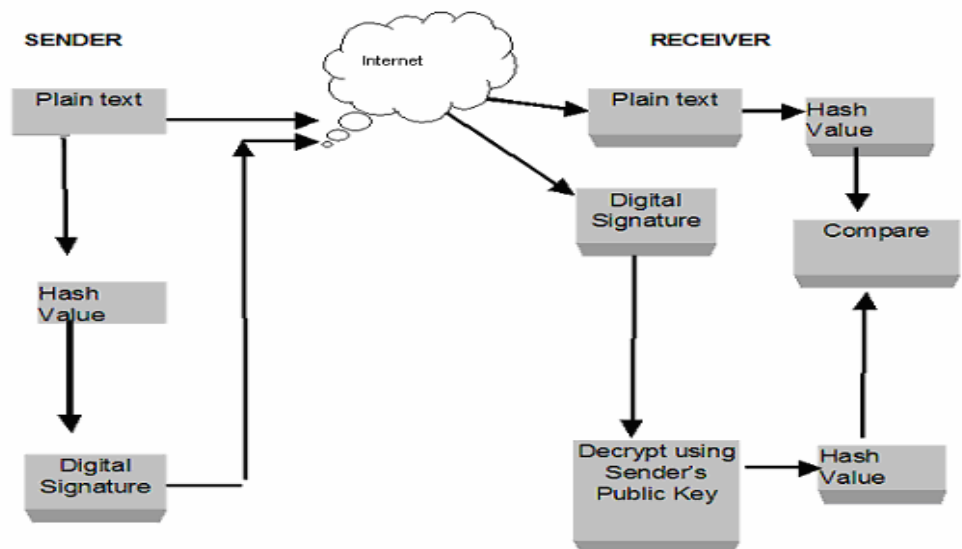 SENDER
Internet
RECEIVER
Plain text
Plain text
Hash
Value
Digital
Signature
Compare
Hash
Value
Digital
Signature
Decrypt using
Sender's
Public Key
Hash
Value